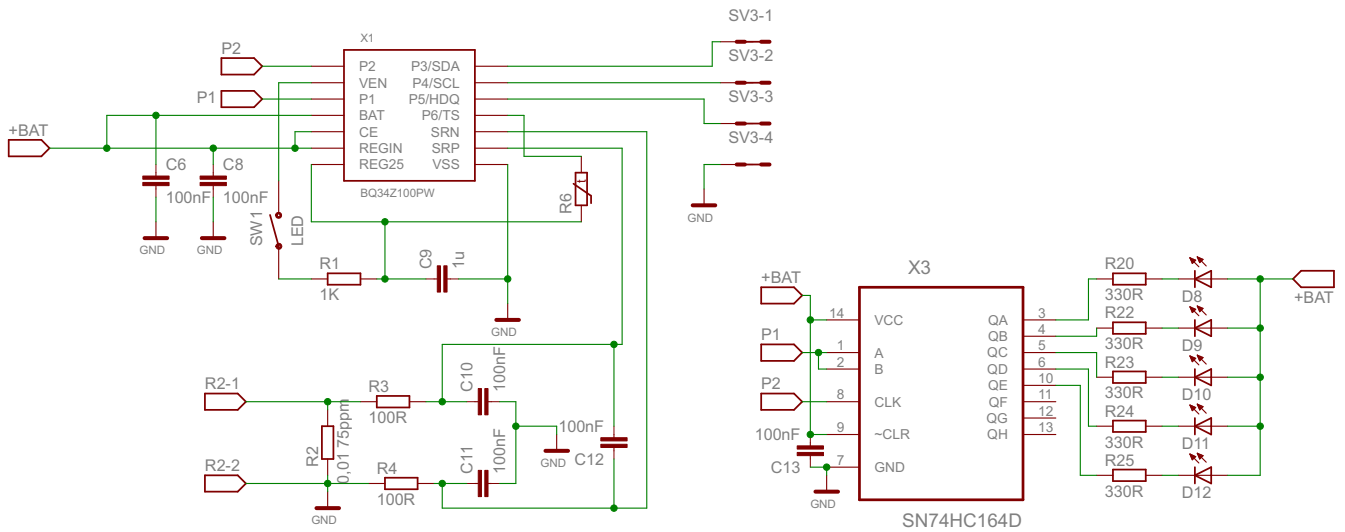 SV3-1
X1
P2
P2
P3/SDA
SV3-2
VEN
P4/SCL
P1
P1
P5/HDQ
SV3-3
BAT
P6/TS
+BAT
CE
SRN
SV3-4
REGIN
SRP
REG25
VSS
C6
C8
100nF
100nF
BQ34Z100PW
t
R6
GND
GND
GND
SW1
LED
R1
1K
C9
1u
GND
X3
+BAT
14
VCC
QA
3
R20
330R
D8
+BAT
QB
4
R22
330R
D9
P1
1
A
QC
5
R23
330R
D10
2
B
QD
6
R24
330R
D11
QE
10
R25
330R
D12
P2
8
CLK
QF
11
QG
12
9
~CLR
QH
13
100nF
C13
7
GND
GND
SN74HC164D
R2-1
R3
100R
C10
100nF
R2
0,01 75ppm
100nF
C12
GND
R2-2
R4
100R
C11
100nF
GND